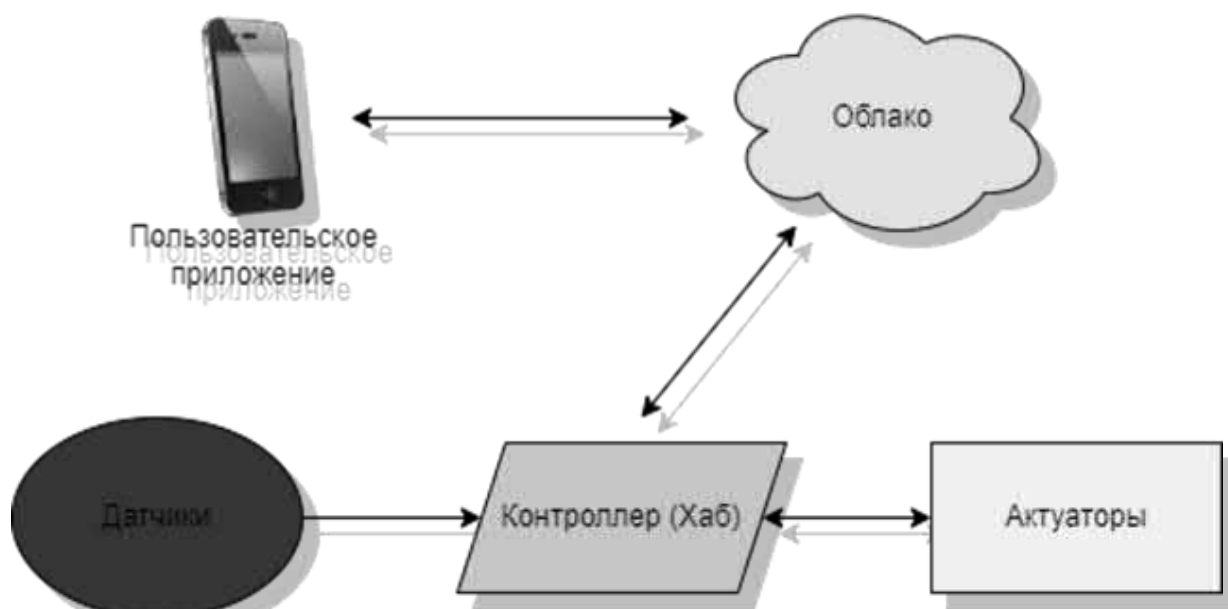 Облако
Пользовательское
приложение
Датчики
Контроллер (Хаб)
Актуаторы